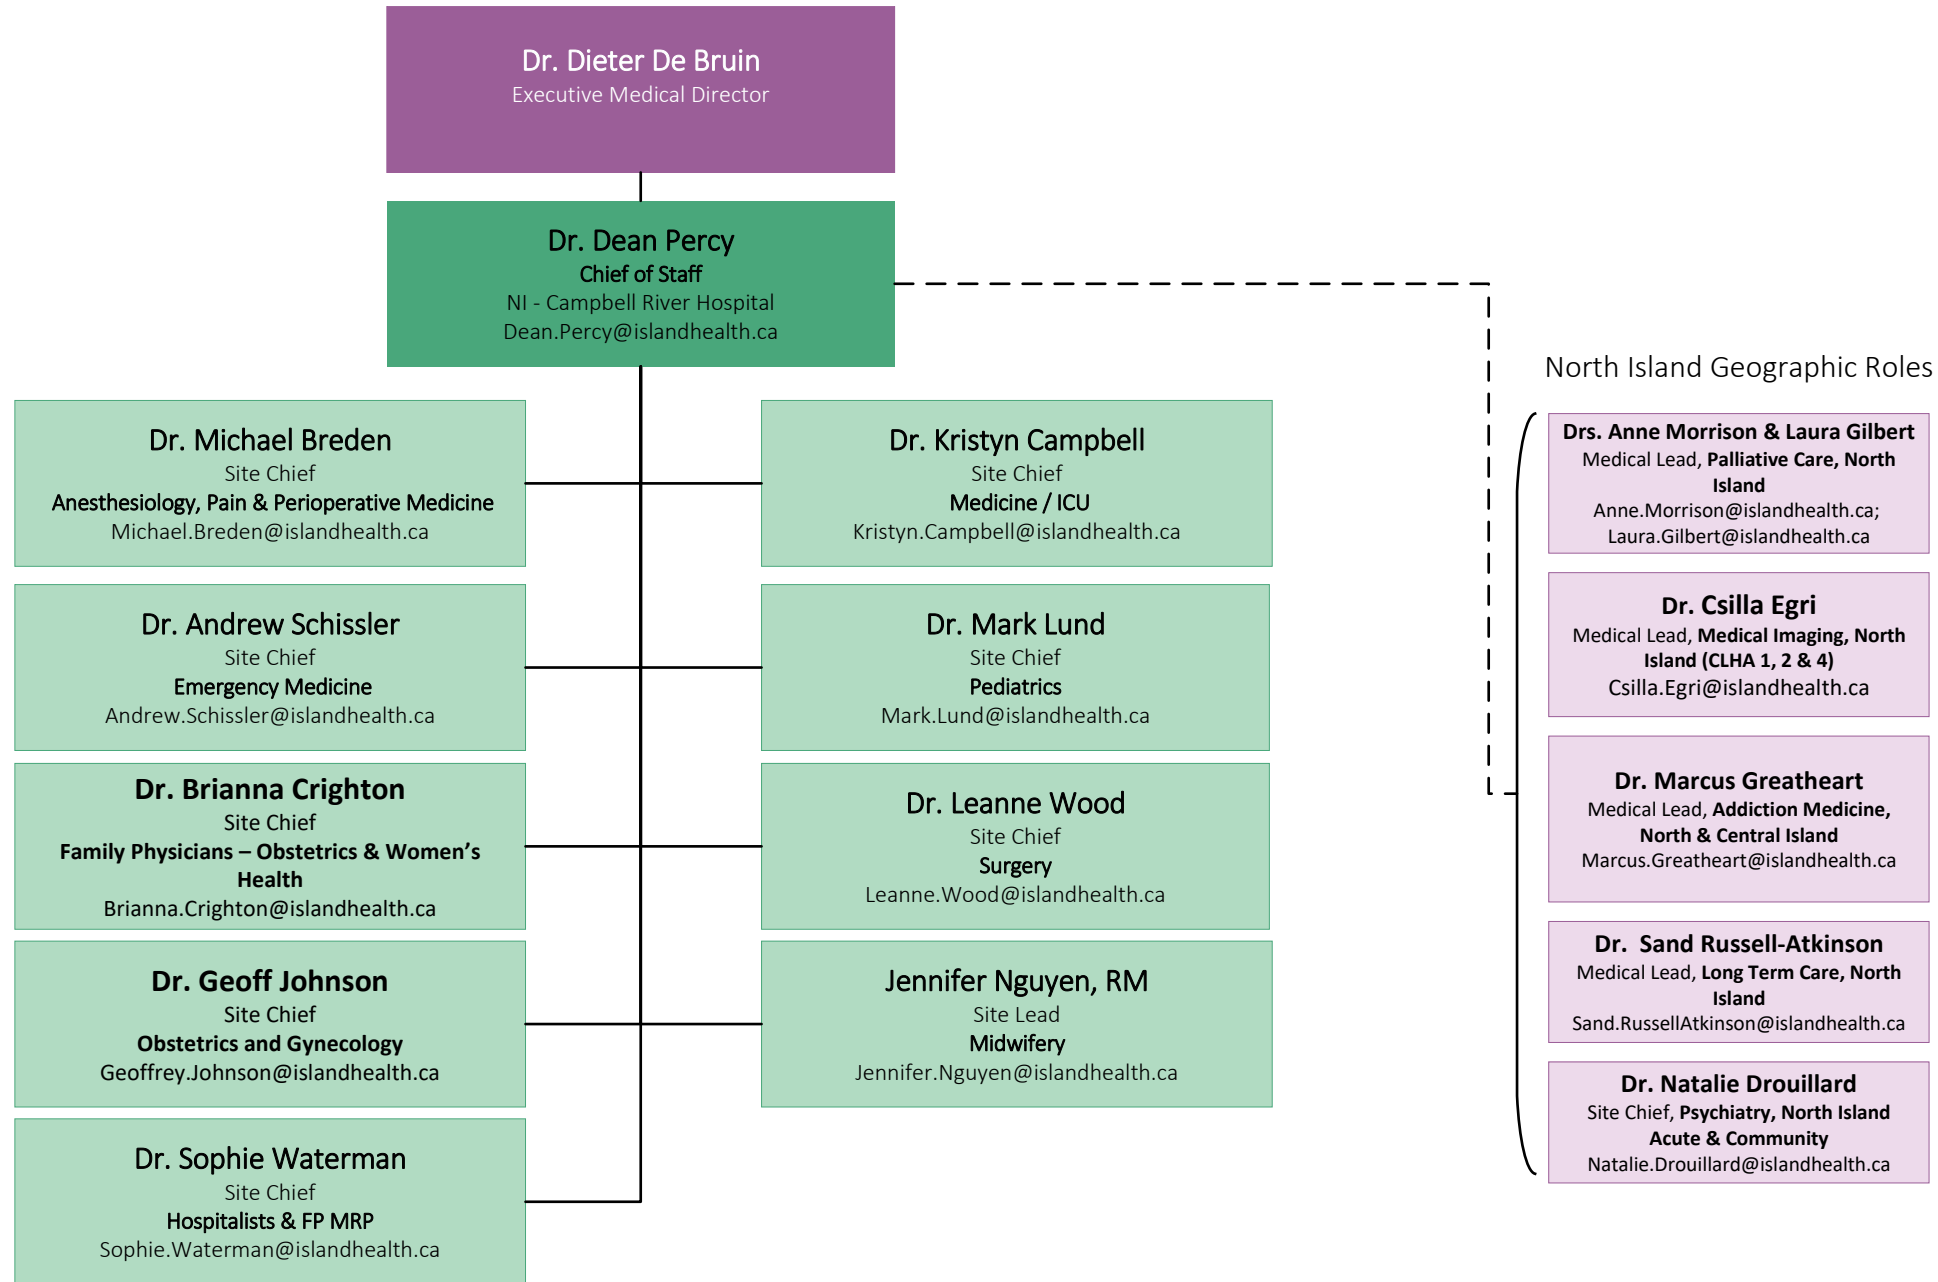 Dr. Dieter De Bruin
Executive Medical Director
Dr. Dean Percy
Chief of Staff
NI - Campbell River Hospital
Dean.Percy@islandhealth.ca
Dr. Michael Breden
Site Chief
Anesthesiology, Pain & Perioperative Medicine
Michael.Breden@islandhealth.ca
Dr. Kristyn Campbell
Site Chief
Medicine / ICU
Kristyn.Campbell@islandhealth.ca
Dr. Andrew Schissler
Site Chief
Emergency Medicine
Andrew.Schissler@islandhealth.ca
Dr. Mark Lund
Site Chief
Pediatrics
Mark.Lund@islandhealth.ca
Dr. Brianna Crighton
Site Chief
Family Physicians – Obstetrics & Women’s
Health
Brianna.Crighton@islandhealth.ca
Dr. Leanne Wood
Site Chief
Surgery
Leanne.Wood@islandhealth.ca
Dr. Geoff Johnson
Site Chief
Obstetrics and Gynecology
Geoffrey.Johnson@islandhealth.ca
Jennifer Nguyen, RM
Site Lead
Midwifery
Jennifer.Nguyen@islandhealth.ca
Dr. Sophie Waterman
Site Chief
Hospitalists & FP MRP
Sophie.Waterman@islandhealth.ca
North Island Geographic Roles
Drs. Anne Morrison & Laura Gilbert
Medical Lead, Palliative Care, North
Island
Anne.Morrison@islandhealth.ca;
Laura.Gilbert@islandhealth.ca
Dr. Csilla Egri
Medical Lead, Medical Imaging, North
Island (CLHA 1, 2 & 4)
Csilla.Egri@islandhealth.ca
Dr. Marcus Greatheart
Medical Lead, Addiction Medicine,
North & Central Island
Marcus.Greatheart@islandhealth.ca
Dr. Sand Russell-Atkinson
Medical Lead, Long Term Care, North
Island
Sand.RussellAtkinson@islandhealth.ca
Dr. Natalie Drouillard
Site Chief, Psychiatry, North Island
Acute & Community
Natalie.Drouillard@islandhealth.ca